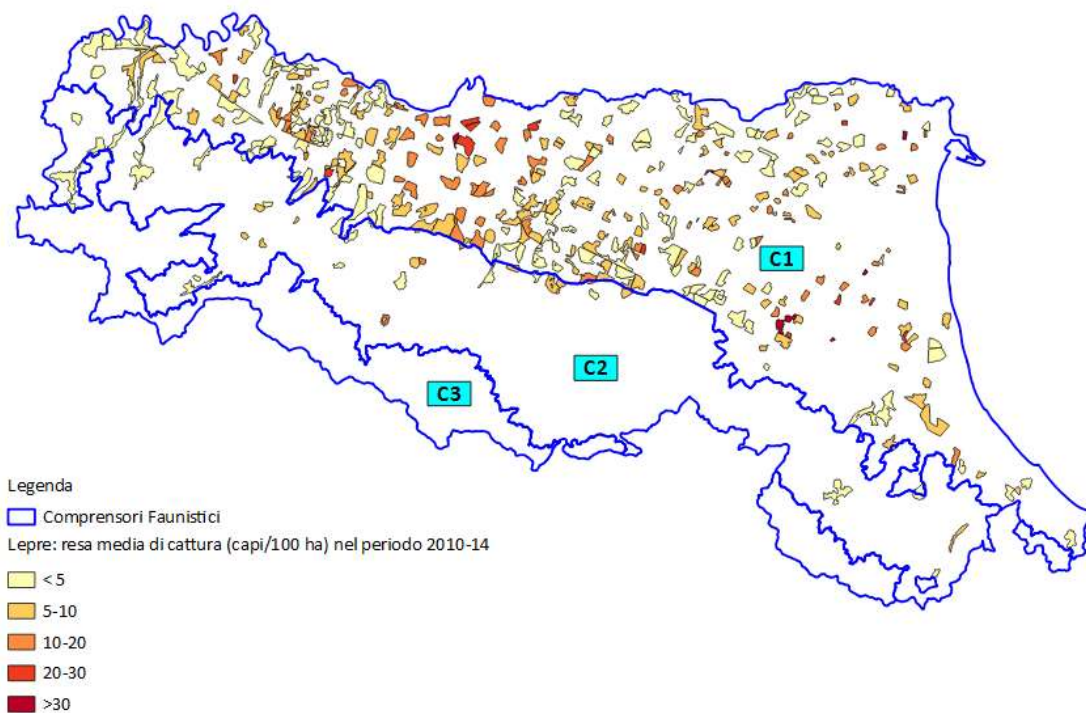 C1
C2
C3
Legenda
Comprensori Faunistici
Lepre: resa media di cattura (capi/100 ha) nel periodo 2010-14
< 5
5-10
10-20
20-30
>30